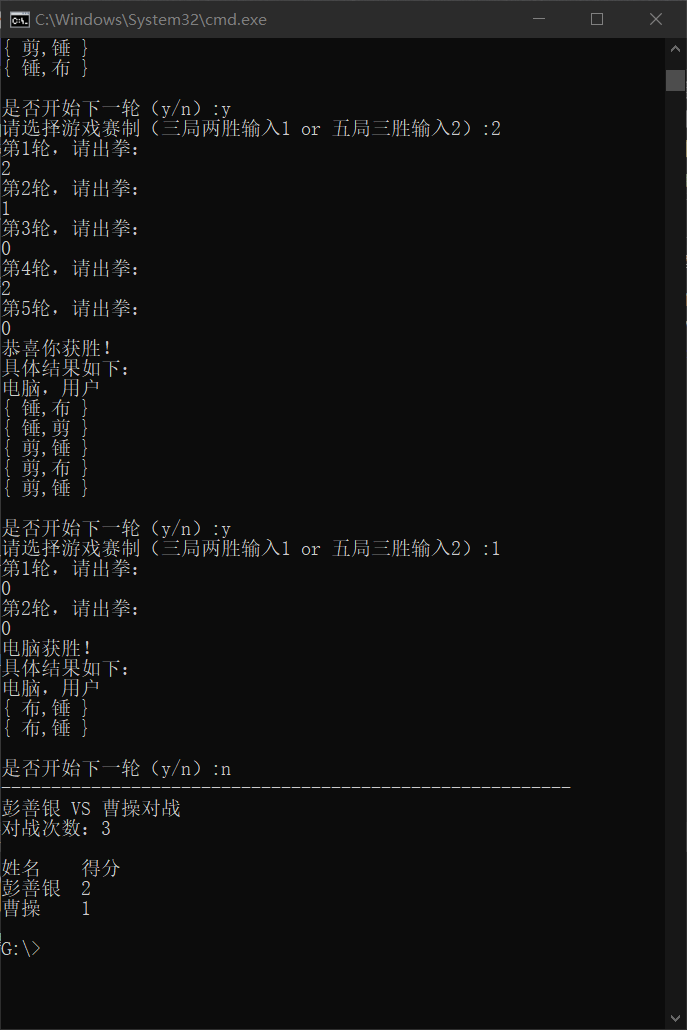 C:\Windows\System32\cmd.exe
{ 剪,锤 }
{ 锤,布 }
是否开始下一轮（y/n）:y
请选择游戏赛制（三局两胜输入1 or 五局三胜输入2）:2
第1轮，请出拳：
2
第2轮，请出拳：
1
第3轮，请出拳：
0
第4轮，请出拳：
2
第5轮，请出拳：
0
恭喜你获胜！
具体结果如下：
电脑，用户
{ 锤,布 }
{ 锤,剪 }
{ 剪,锤 }
{ 剪,布 }
{ 剪,锤 }
是否开始下一轮（y/n）:y
请选择游戏赛制（三局两胜输入1 or 五局三胜输入2）:1
第1轮，请出拳：
0
第2轮，请出拳：
0
电脑获胜！
具体结果如下：
电脑，用户
{ 布,锤 }
{ 布,锤 }
是否开始下一轮（y/n）:n
---------------------------------------------------------
彭善银 VS 曹操对战
对战次数：3
姓名    得分
彭善银  2
曹操    1
G:\>